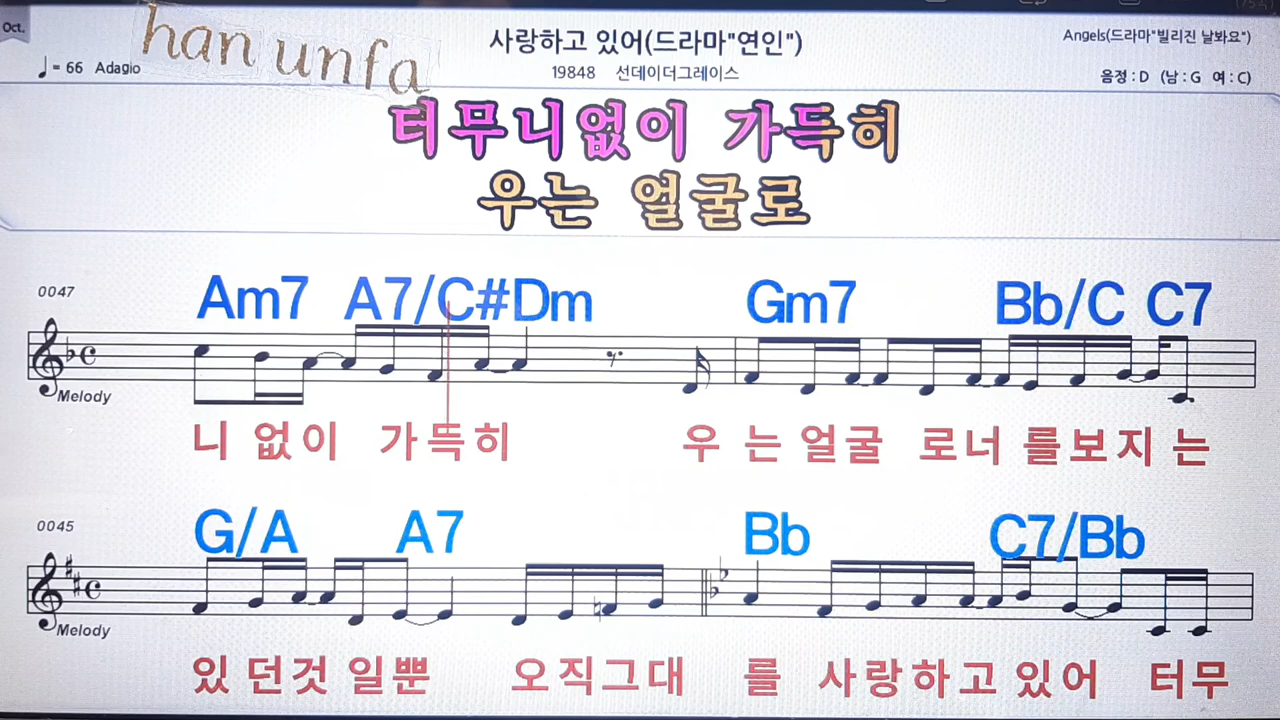 Oct.
han unfa
♩= 66 Adagio
사랑하고 있어(드라마"연인")
19848 선데이더그레이스
Angels(드라마"빌리진 날봐요")
음정 : D (남 : G 여 : C)
터무니없이 가득히
우는 얼굴로
0047
Am7 A7/C# Dm Gm7 Bb/C C7
Melody
니 없이 가득히 우 는 얼굴 로너 를보지 는
0045
G/A A7 Bb C7/Bb
Melody
있 던것 일뿐 오직그대 를 사랑하고 있어 터무